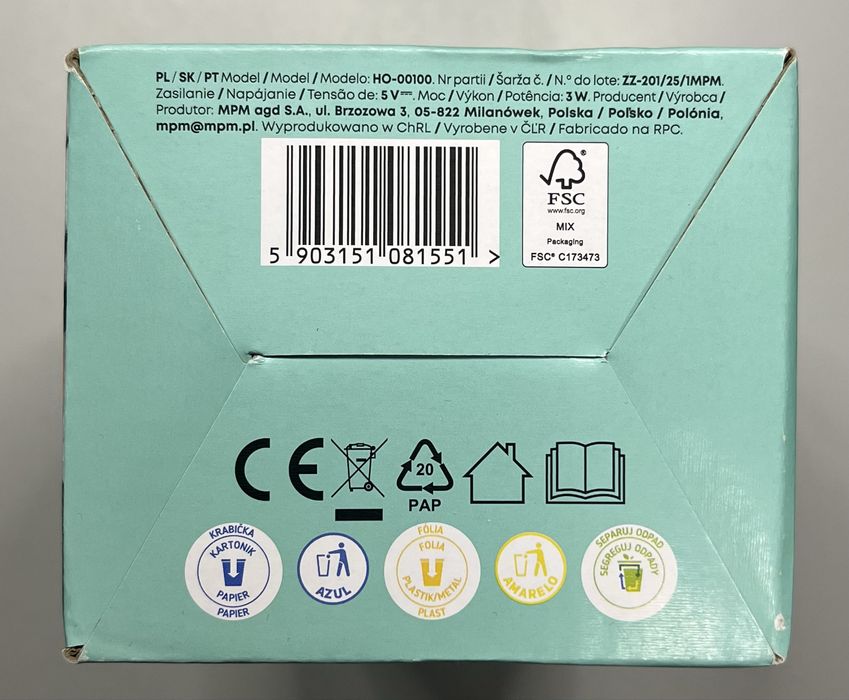 PL / SK / PT Model / Model / Modelo: HO-00100. Nr partii / Šarža č. / N.º do lote: ZZ-201/25/1MPM.
Zasilanie / Napájanie / Tensão de: 5 V⎓. Moc / Výkon / Potência: 3 W. Producent / Výrobca /
Produtor: MPM agd S.A., ul. Brzozowa 3, 05-822 Milanówek, Polska / Poľsko / Polónia,
mpm@mpm.pl. Wyprodukowano w ChRL / Vyrobene v ČĽR / Fabricado na RPC.
5 903151 081551 >
FSC®
www.fsc.org
MIX
Packaging
FSC® C173473
CE
20
PAP
KRABIČKA
KARTONIK
PAPIER
PAPIER
AZUL
FÓLIA
FOLIA
PLASTIK/METAL
PLAST
AMARELO
SEPARUJ ODPAD
SEGREGUJ ODPADY